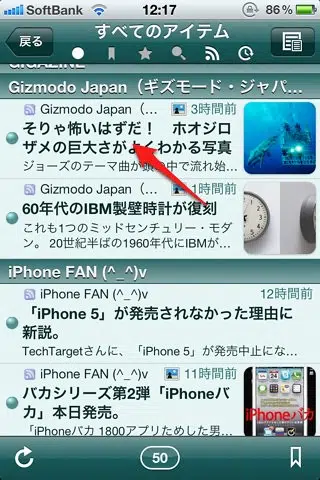 SoftBank 12:17 86%
戻る
すべてのアイテム
GIGAZINE
Gizmodo Japan（ギズモード・ジャパ...
Gizmodo Japan（... 3時間前
そりゃ怖いはずだ！ ホオジロ
ザメの巨大さがよくわかる写真
ジョーズのテーマ曲が頭の中で流れ始...
Gizmodo Japan（... 1時間前
60年代のIBM製壁時計が復刻
これも1つのミッドセンチュリー・モダ
ン。 20世紀半ばの1960年代にIBMが...
iPhone FAN (^_^)v
iPhone FAN (^_^)v 12時間前
「iPhone 5」が発売されなかった理由に
新説。
TechTargetさんに、「iPhone 5」が発売中止にな...
iPhone FAN (^_^)v 11時間前
バカシリーズ第2弾「iPhoneバ
カ」本日発売。
「iPhoneバカ 1800アプリためした男...
iPhoneバカ
50